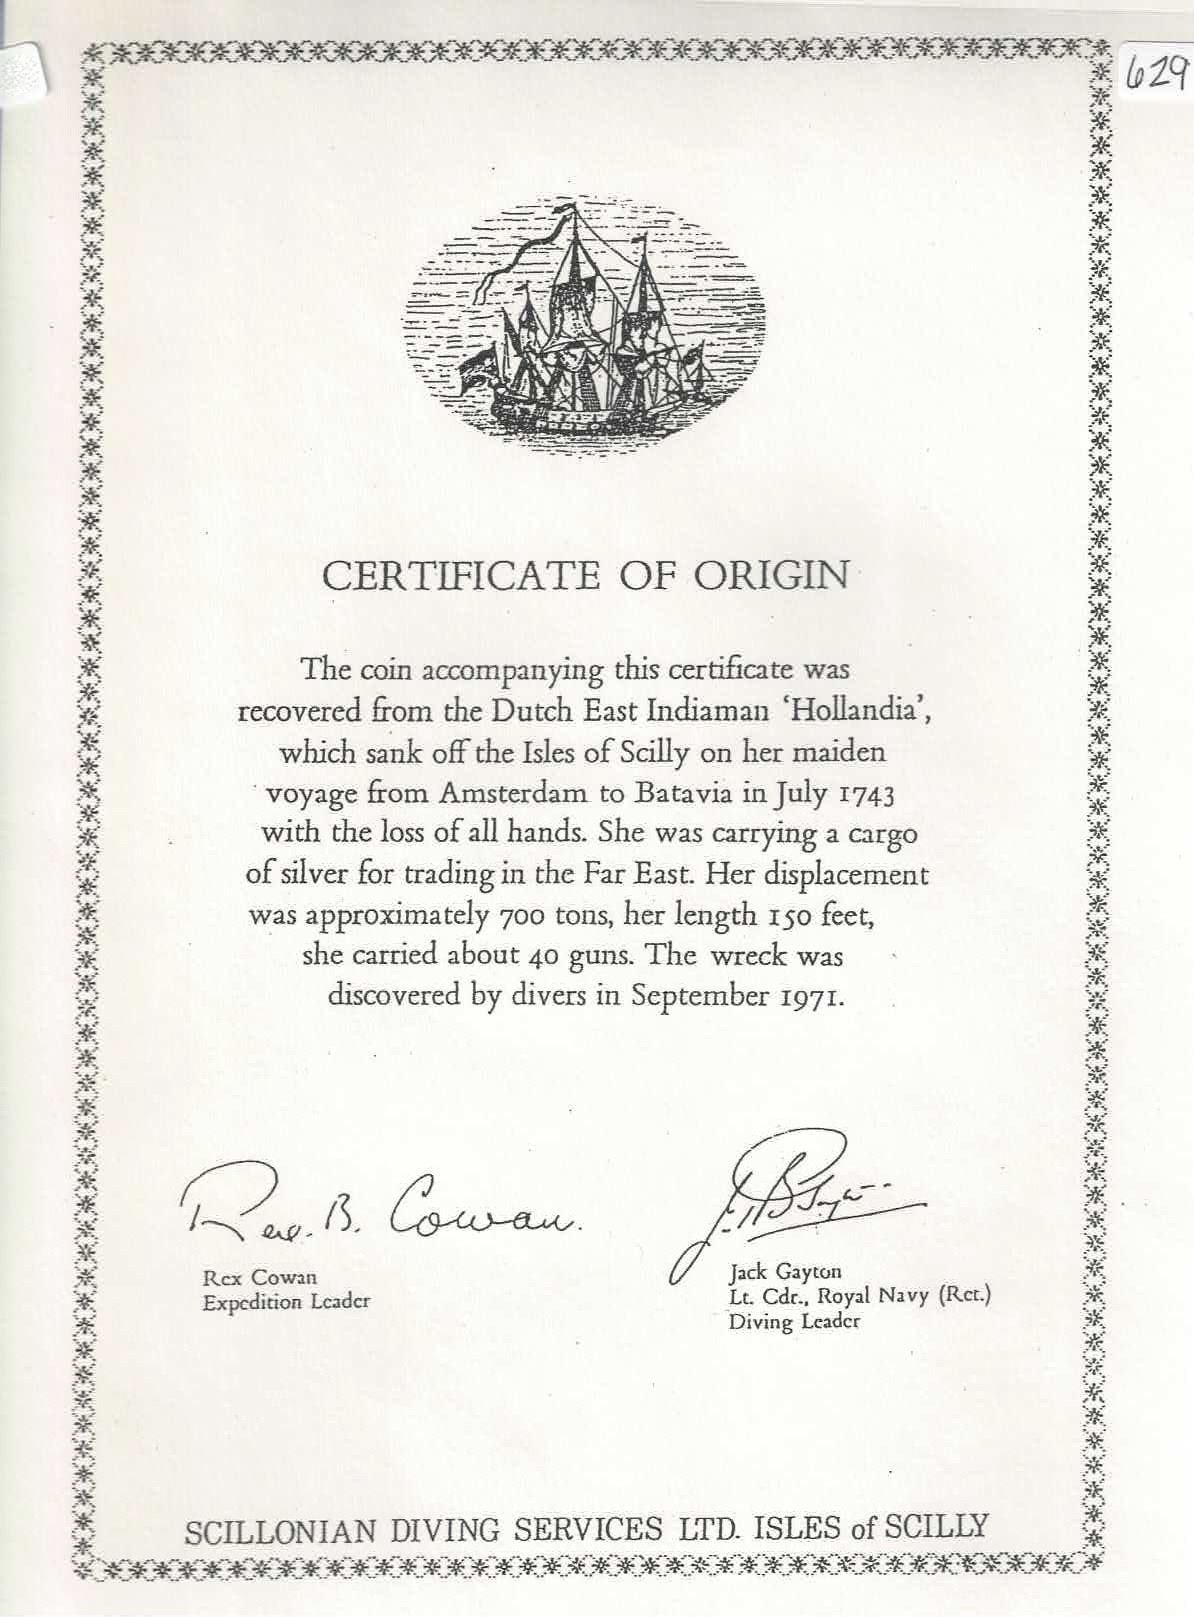 629
CERTIFICATE OF ORIGIN
The coin accompanying this certificate was
recovered from the Dutch East Indiaman ‘Hollandia’,
which sank off the Isles of Scilly on her maiden
voyage from Amsterdam to Batavia in July 1743
with the loss of all hands. She was carrying a cargo
of silver for trading in the Far East. Her displacement
was approximately 700 tons, her length 150 feet,
she carried about 40 guns. The wreck was
discovered by divers in September 1971.
Rex. B. Cowan.
Rex Cowan
Expedition Leader
Jack Gayton
Lt. Cdr., Royal Navy (Ret.)
Diving Leader
SCILLONIAN DIVING SERVICES LTD. ISLES of SCILLY